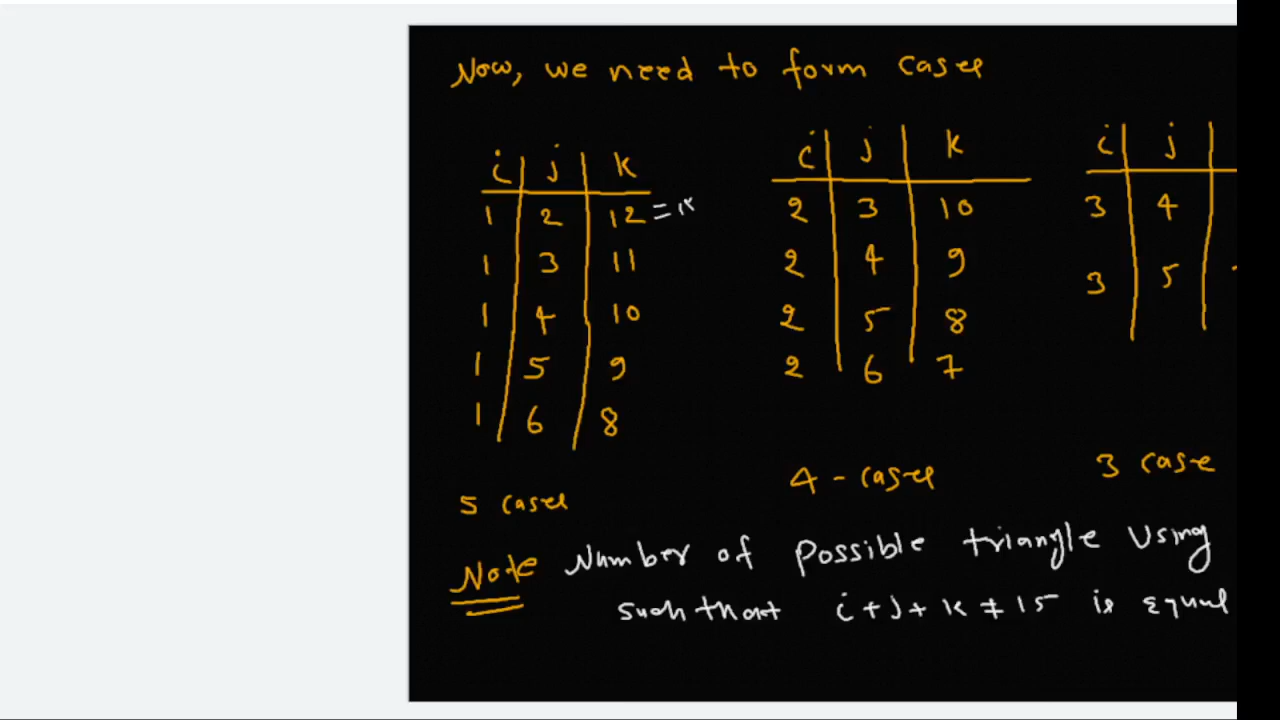 Now, we need to form cases
i j k
1 2 12
1 3 11
1 4 10
1 5 9
1 6 8
5 cases
i j k
2 3 10
2 4 9
2 5 8
2 6 7
4 - cases
i j
3 4
3 5
3 case
Note Number of possible triangle Using
such that i + j + k ≠ 15 is equal